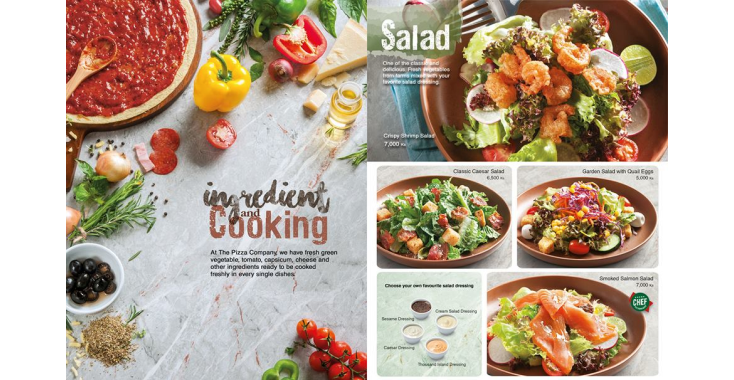 ingredient
and
Cooking
At The Pizza Company, we have fresh green
vegetable, tomato, capsicum, cheese and
other ingredients ready to be cooked
freshly in every single dishes.
Salad
One of the classic and
delicious. Fresh vegetables
from farms mixed with your
favorite salad dressing.
Crispy Shrimp Salad
7,000 Ks
Classic Caesar Salad
6,500 Ks
Garden Salad with Quail Eggs
5,000 Ks
Choose your own favourite salad dressing
Sesame Dressing
Cream Salad Dressing
Caesar Dressing
Thousand Island Dressing
Smoked Salmon Salad
7,000 Ks
CHEF